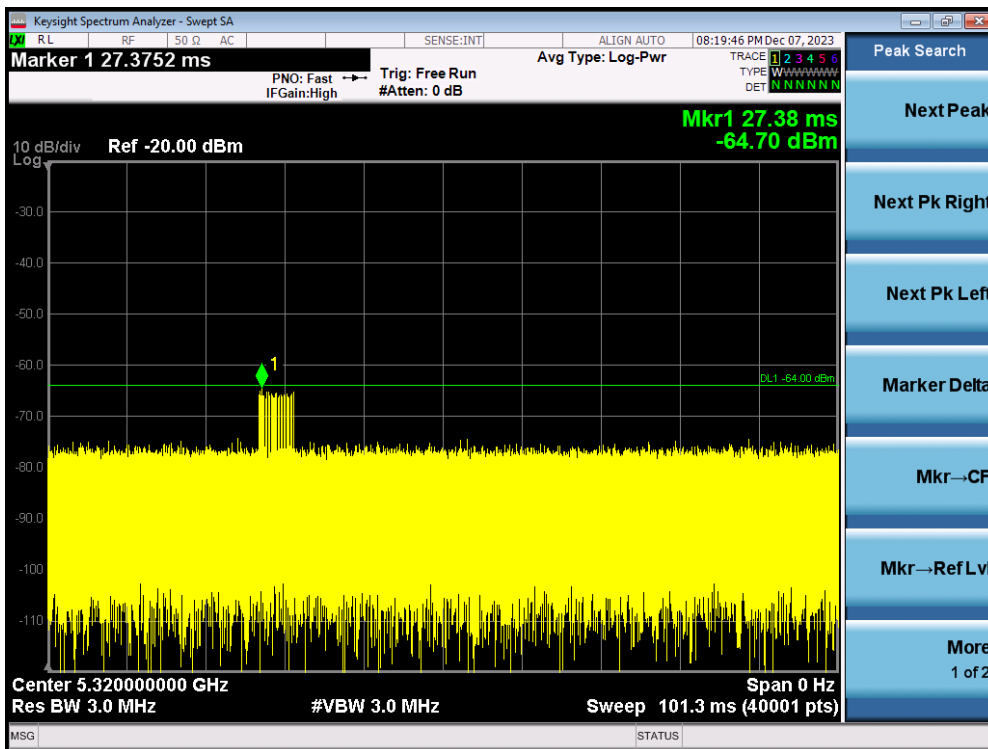 Keysight Spectrum Analyzer - Swept SA
LXI RL RF 50 Ω AC SENSE:INT ALIGN AUTO 08:19:46 PM Dec 07, 2023
Marker 1 27.3752 ms
PNO: Fast Trig: Free Run Avg Type: Log-Pwr
IFGain:High #Atten: 0 dB
TRACE 1 2 3 4 5 6
TYPE WWWWWW
DET N N N N N N
Mkr1 27.38 ms
-64.70 dBm
10 dB/div Ref -20.00 dBm
Log
-30.0
-40.0
-50.0
-60.0
1
DL1 -64.00 dBm
-70.0
-80.0
-90.0
-100
-110
Center 5.320000000 GHz Span 0 Hz
Res BW 3.0 MHz #VBW 3.0 MHz Sweep 101.3 ms (40001 pts)
MSG STATUS
Peak Search
Next Peak
Next Pk Right
Next Pk Left
Marker Delta
Mkr→CF
Mkr→Ref Lvl
More
1 of 2